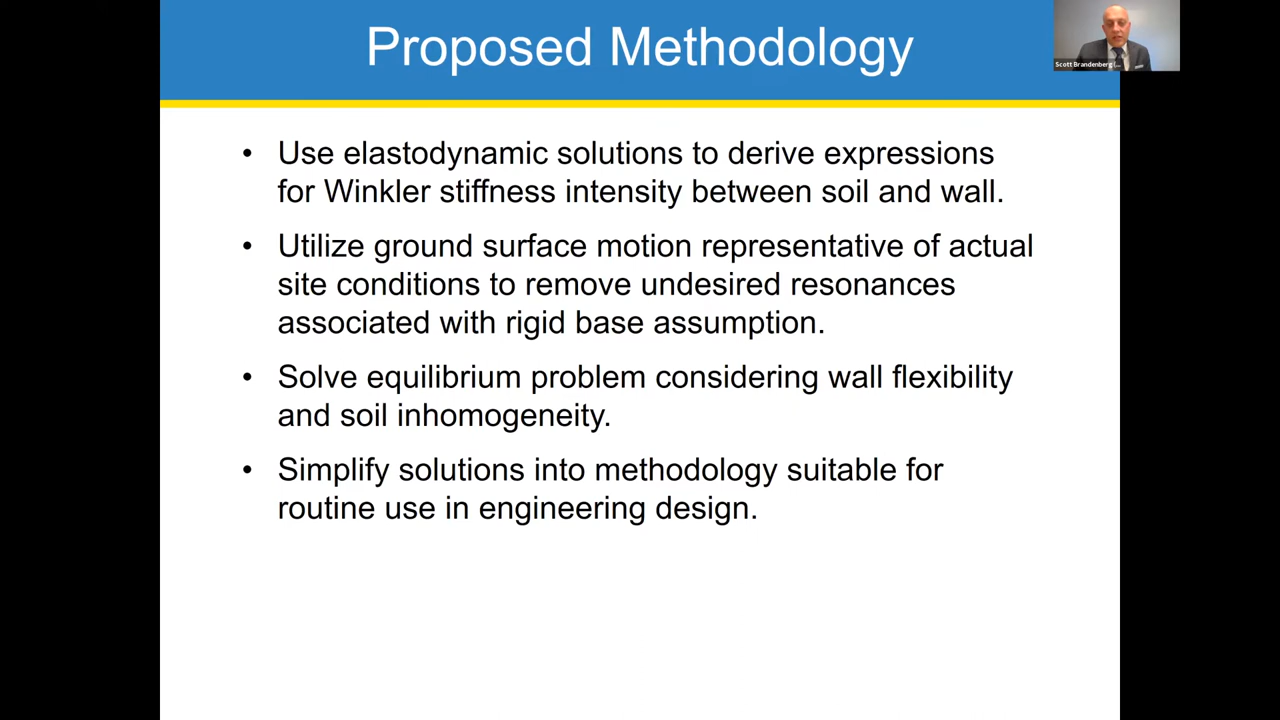 Proposed Methodology
Scott Brandenberg
• Use elastodynamic solutions to derive expressions
for Winkler stiffness intensity between soil and wall.
• Utilize ground surface motion representative of actual
site conditions to remove undesired resonances
associated with rigid base assumption.
• Solve equilibrium problem considering wall flexibility
and soil inhomogeneity.
• Simplify solutions into methodology suitable for
routine use in engineering design.